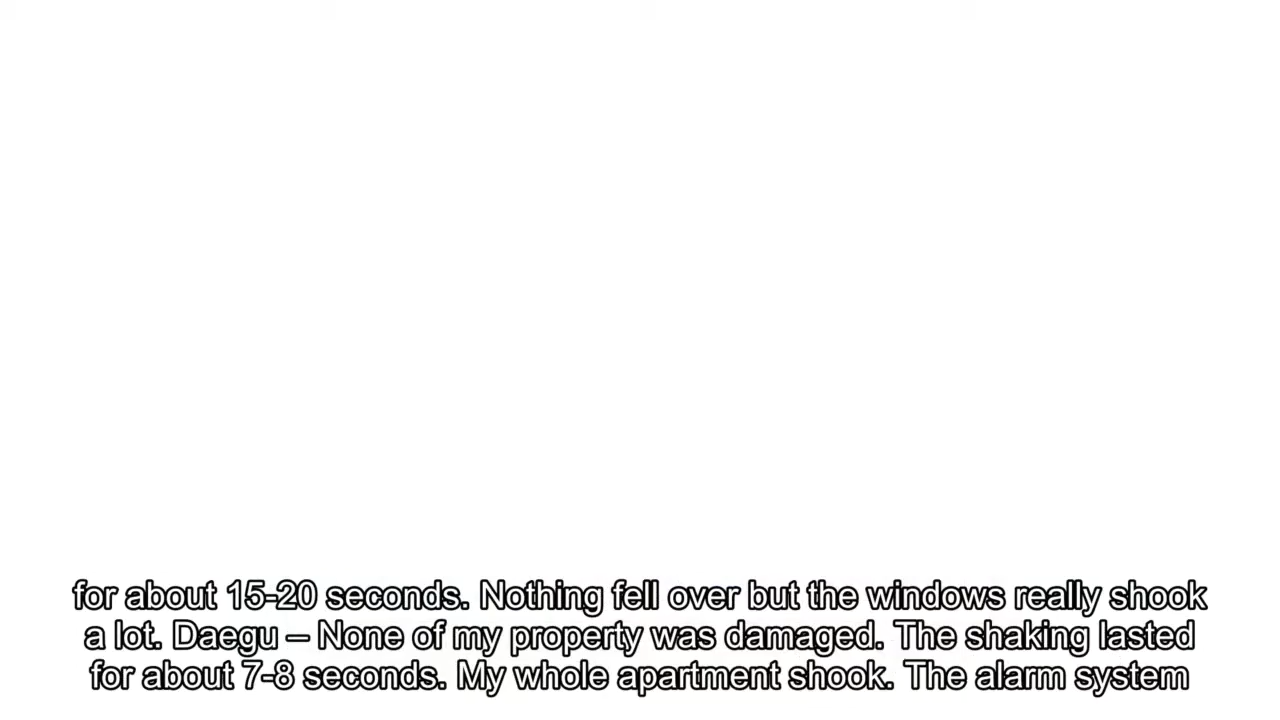 for about 15-20 seconds. Nothing fell over but the windows really shook
a lot. Daegu – None of my property was damaged. The shaking lasted
for about 7-8 seconds. My whole apartment shook. The alarm system